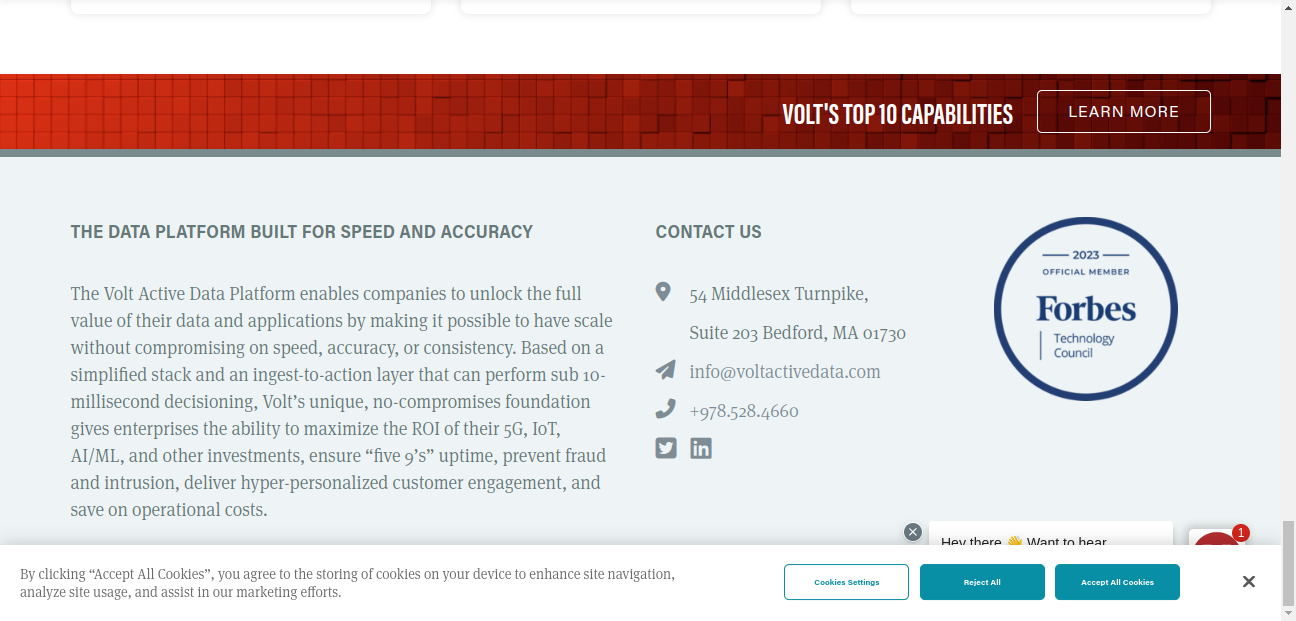 VOLT'S TOP 10 CAPABILITIES
LEARN MORE
THE DATA PLATFORM BUILT FOR SPEED AND ACCURACY
The Volt Active Data Platform enables companies to unlock the full
value of their data and applications by making it possible to have scale
without compromising on speed, accuracy, or consistency. Based on a
simplified stack and an ingest-to-action layer that can perform sub 10-
millisecond decisioning, Volt’s unique, no-compromises foundation
gives enterprises the ability to maximize the ROI of their 5G, IoT,
AI/ML, and other investments, ensure “five 9’s” uptime, prevent fraud
and intrusion, deliver hyper-personalized customer engagement, and
save on operational costs.
CONTACT US
54 Middlesex Turnpike,
Suite 203 Bedford, MA 01730
info@voltactivedata.com
+978.528.4660
2023
OFFICIAL MEMBER
Forbes
Technology
Council
Hey there 👋 Want to hear
1
By clicking “Accept All Cookies”, you agree to the storing of cookies on your device to enhance site navigation,
analyze site usage, and assist in our marketing efforts.
Cookies Settings
Reject All
Accept All Cookies